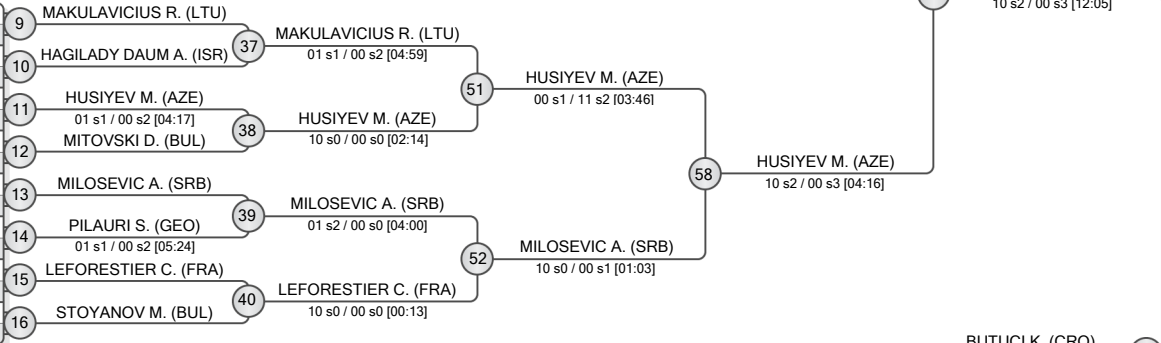 10 s2 / 00 s3 [12:05]
9
MAKULAVICIUS R. (LTU)
37
MAKULAVICIUS R. (LTU)
01 s1 / 00 s2 [04:59]
10
HAGILADY DAUM A. (ISR)
51
HUSIYEV M. (AZE)
00 s1 / 11 s2 [03:46]
11
HUSIYEV M. (AZE)
01 s1 / 00 s2 [04:17]
38
HUSIYEV M. (AZE)
10 s0 / 00 s0 [02:14]
12
MITOVSKI D. (BUL)
58
HUSIYEV M. (AZE)
10 s2 / 00 s3 [04:16]
13
MILOSEVIC A. (SRB)
39
MILOSEVIC A. (SRB)
01 s2 / 00 s0 [04:00]
14
PILAURI S. (GEO)
01 s1 / 00 s2 [05:24]
52
MILOSEVIC A. (SRB)
10 s0 / 00 s1 [01:03]
15
LEFORESTIER C. (FRA)
40
LEFORESTIER C. (FRA)
10 s0 / 00 s0 [00:13]
16
STOYANOV M. (BUL)
(CRO)